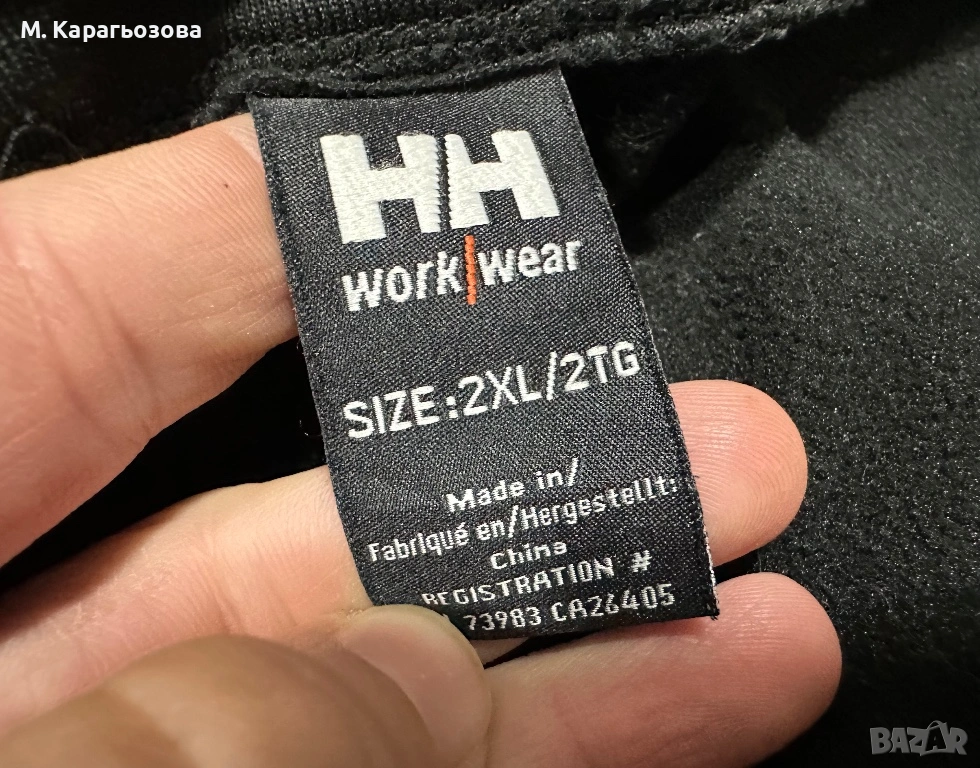 М. Карагьозова
HH
work|wear
SIZE:2XL/2TG
Made in/
Fabriqué en/Hergestellt:
China
REGISTRATION #
73983 CA26405
BAZAR